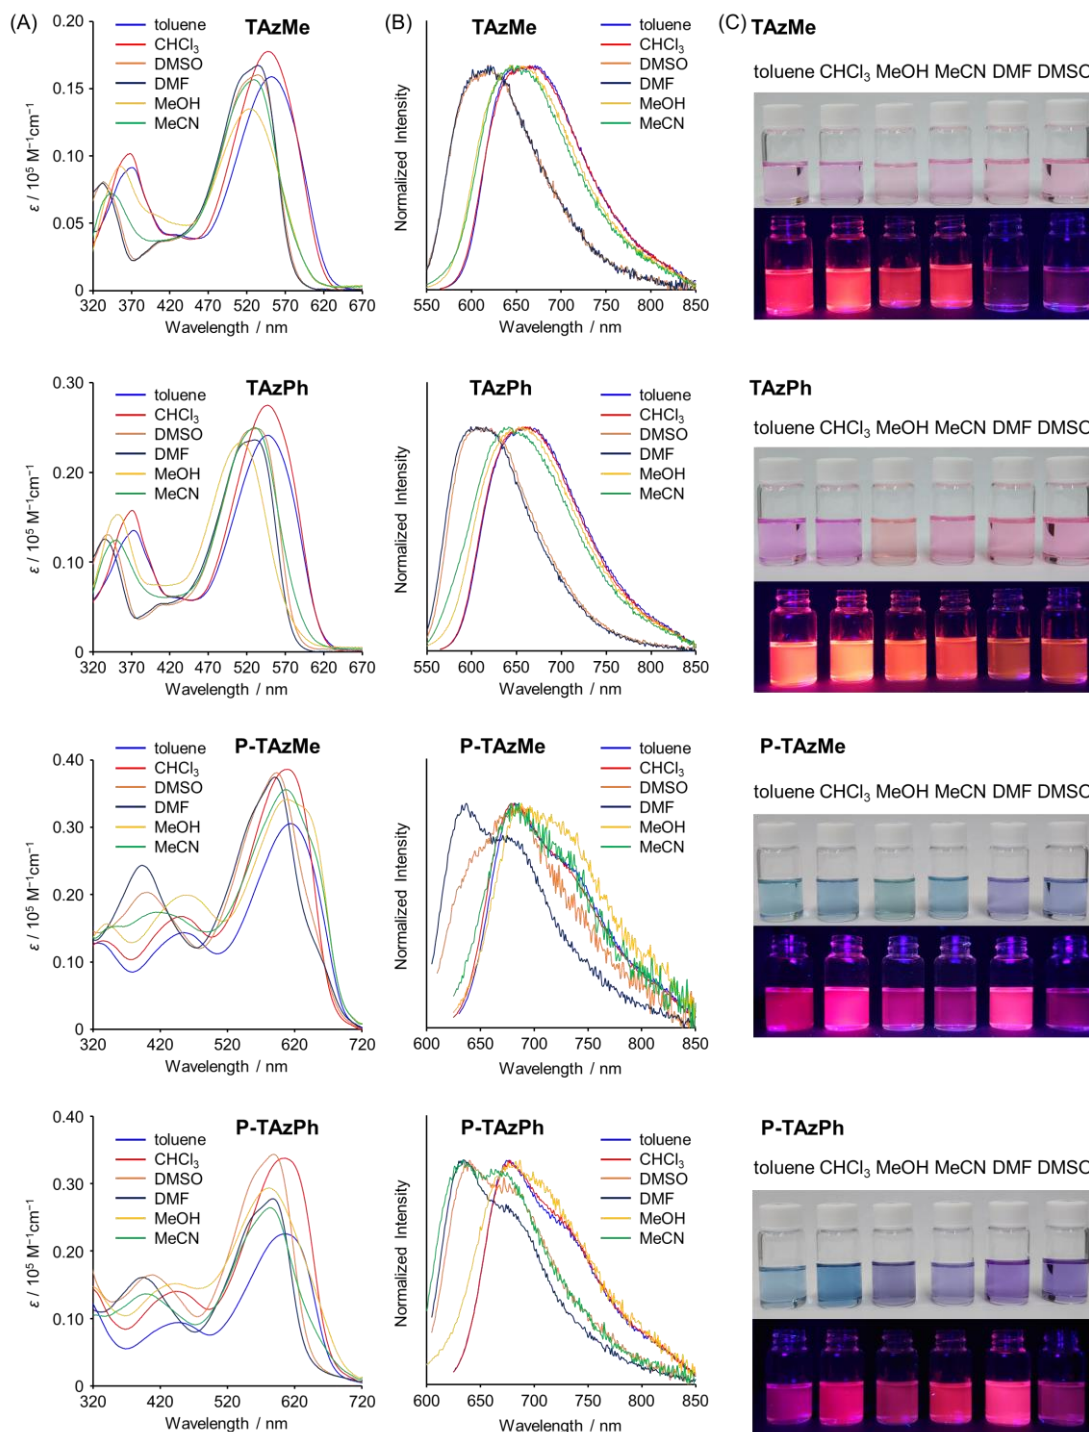 (A)
TAzMe
0.20
0.15
0.10
0.05
0
ε / 10⁵ M⁻¹cm⁻¹
toluene
CHCl₃
DMSO
DMF
MeOH
MeCN
320 370 420 470 520 570 620 670
Wavelength / nm
(B)
TAzMe
Normalized Intensity
toluene
CHCl₃
DMSO
DMF
MeOH
MeCN
550 600 650 700 750 800 850
Wavelength / nm
(C) TAzMe
toluene CHCl₃ MeOH MeCN DMF DMSO
TAzPh
0.30
0.20
0.10
0
ε / 10⁵ M⁻¹cm⁻¹
toluene
CHCl₃
DMSO
DMF
MeOH
MeCN
320 370 420 470 520 570 620 670
Wavelength / nm
TAzPh
Normalized Intensity
toluene
CHCl₃
DMSO
DMF
MeOH
MeCN
550 600 650 700 750 800 850
Wavelength / nm
TAzPh
toluene CHCl₃ MeOH MeCN DMF DMSO
P-TAzMe
0.40
0.30
0.20
0.10
0
ε / 10⁵ M⁻¹cm⁻¹
toluene
CHCl₃
DMSO
DMF
MeOH
MeCN
320 420 520 620 720
Wavelength / nm
P-TAzMe
Normalized Intensity
toluene
CHCl₃
DMSO
DMF
MeOH
MeCN
600 650 700 750 800 850
Wavelength / nm
P-TAzMe
toluene CHCl₃ MeOH MeCN DMF DMSO
P-TAzPh
0.40
0.30
0.20
0.10
0
ε / 10⁵ M⁻¹cm⁻¹
toluene
CHCl₃
DMSO
DMF
MeOH
MeCN
320 420 520 620 720
Wavelength / nm
P-TAzPh
Normalized Intensity
toluene
CHCl₃
DMSO
DMF
MeOH
MeCN
600 650 700 750 800 850
Wavelength / nm
P-TAzPh
toluene CHCl₃ MeOH MeCN DMF DMSO